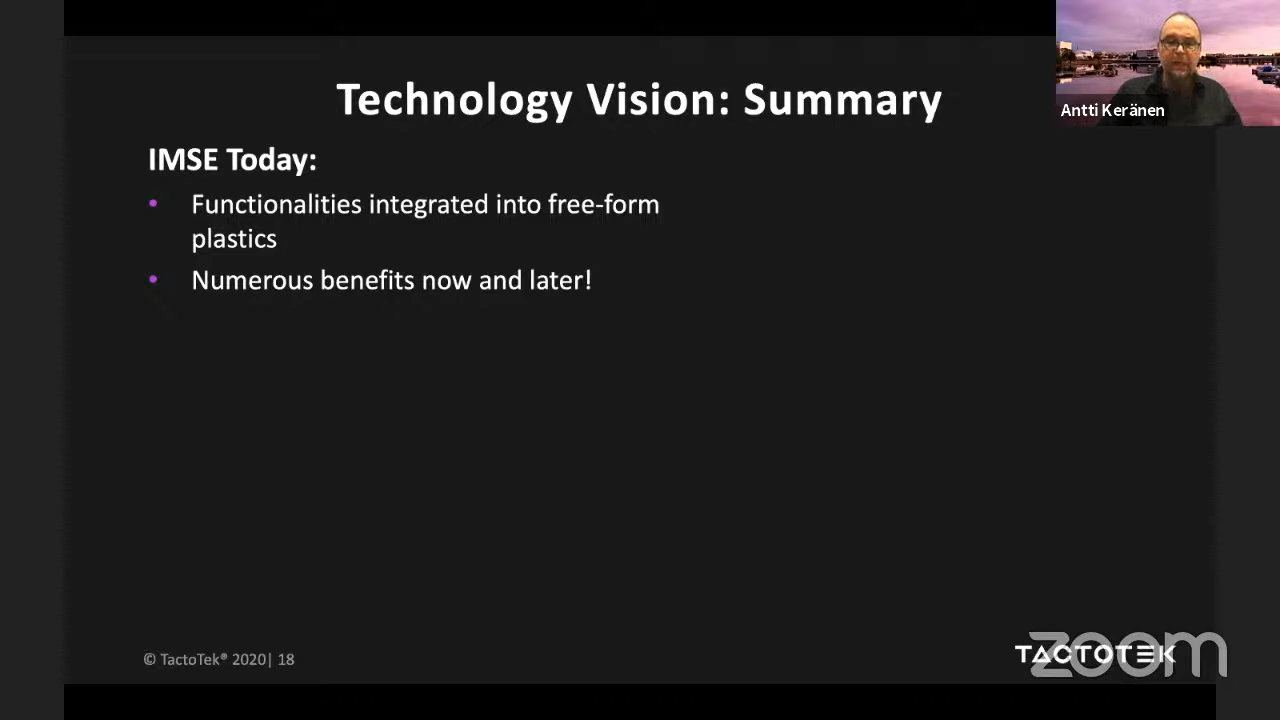 Technology Vision: Summary
Antti Keränen
IMSE Today:
• Functionalities integrated into free-form
plastics
• Numerous benefits now and later!
© TactoTek® 2020| 18
TACTOTEK
zoom